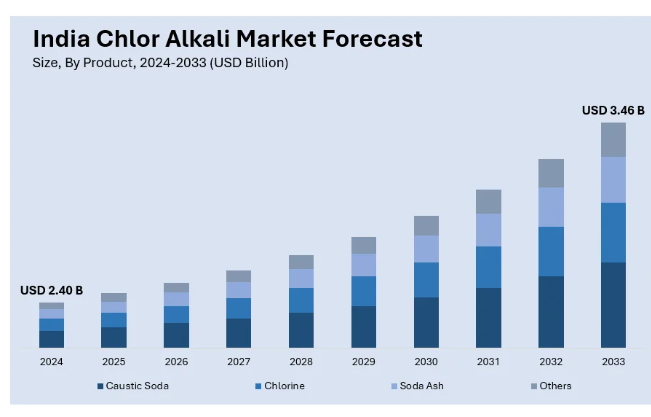 India Chlor Alkali Market Forecast
Size, By Product, 2024-2033 (USD Billion)
USD 3.46 B
USD 2.40 B
2024 2025 2026 2027 2028 2029 2030 2031 2032 2033
Caustic Soda Chlorine Soda Ash Others